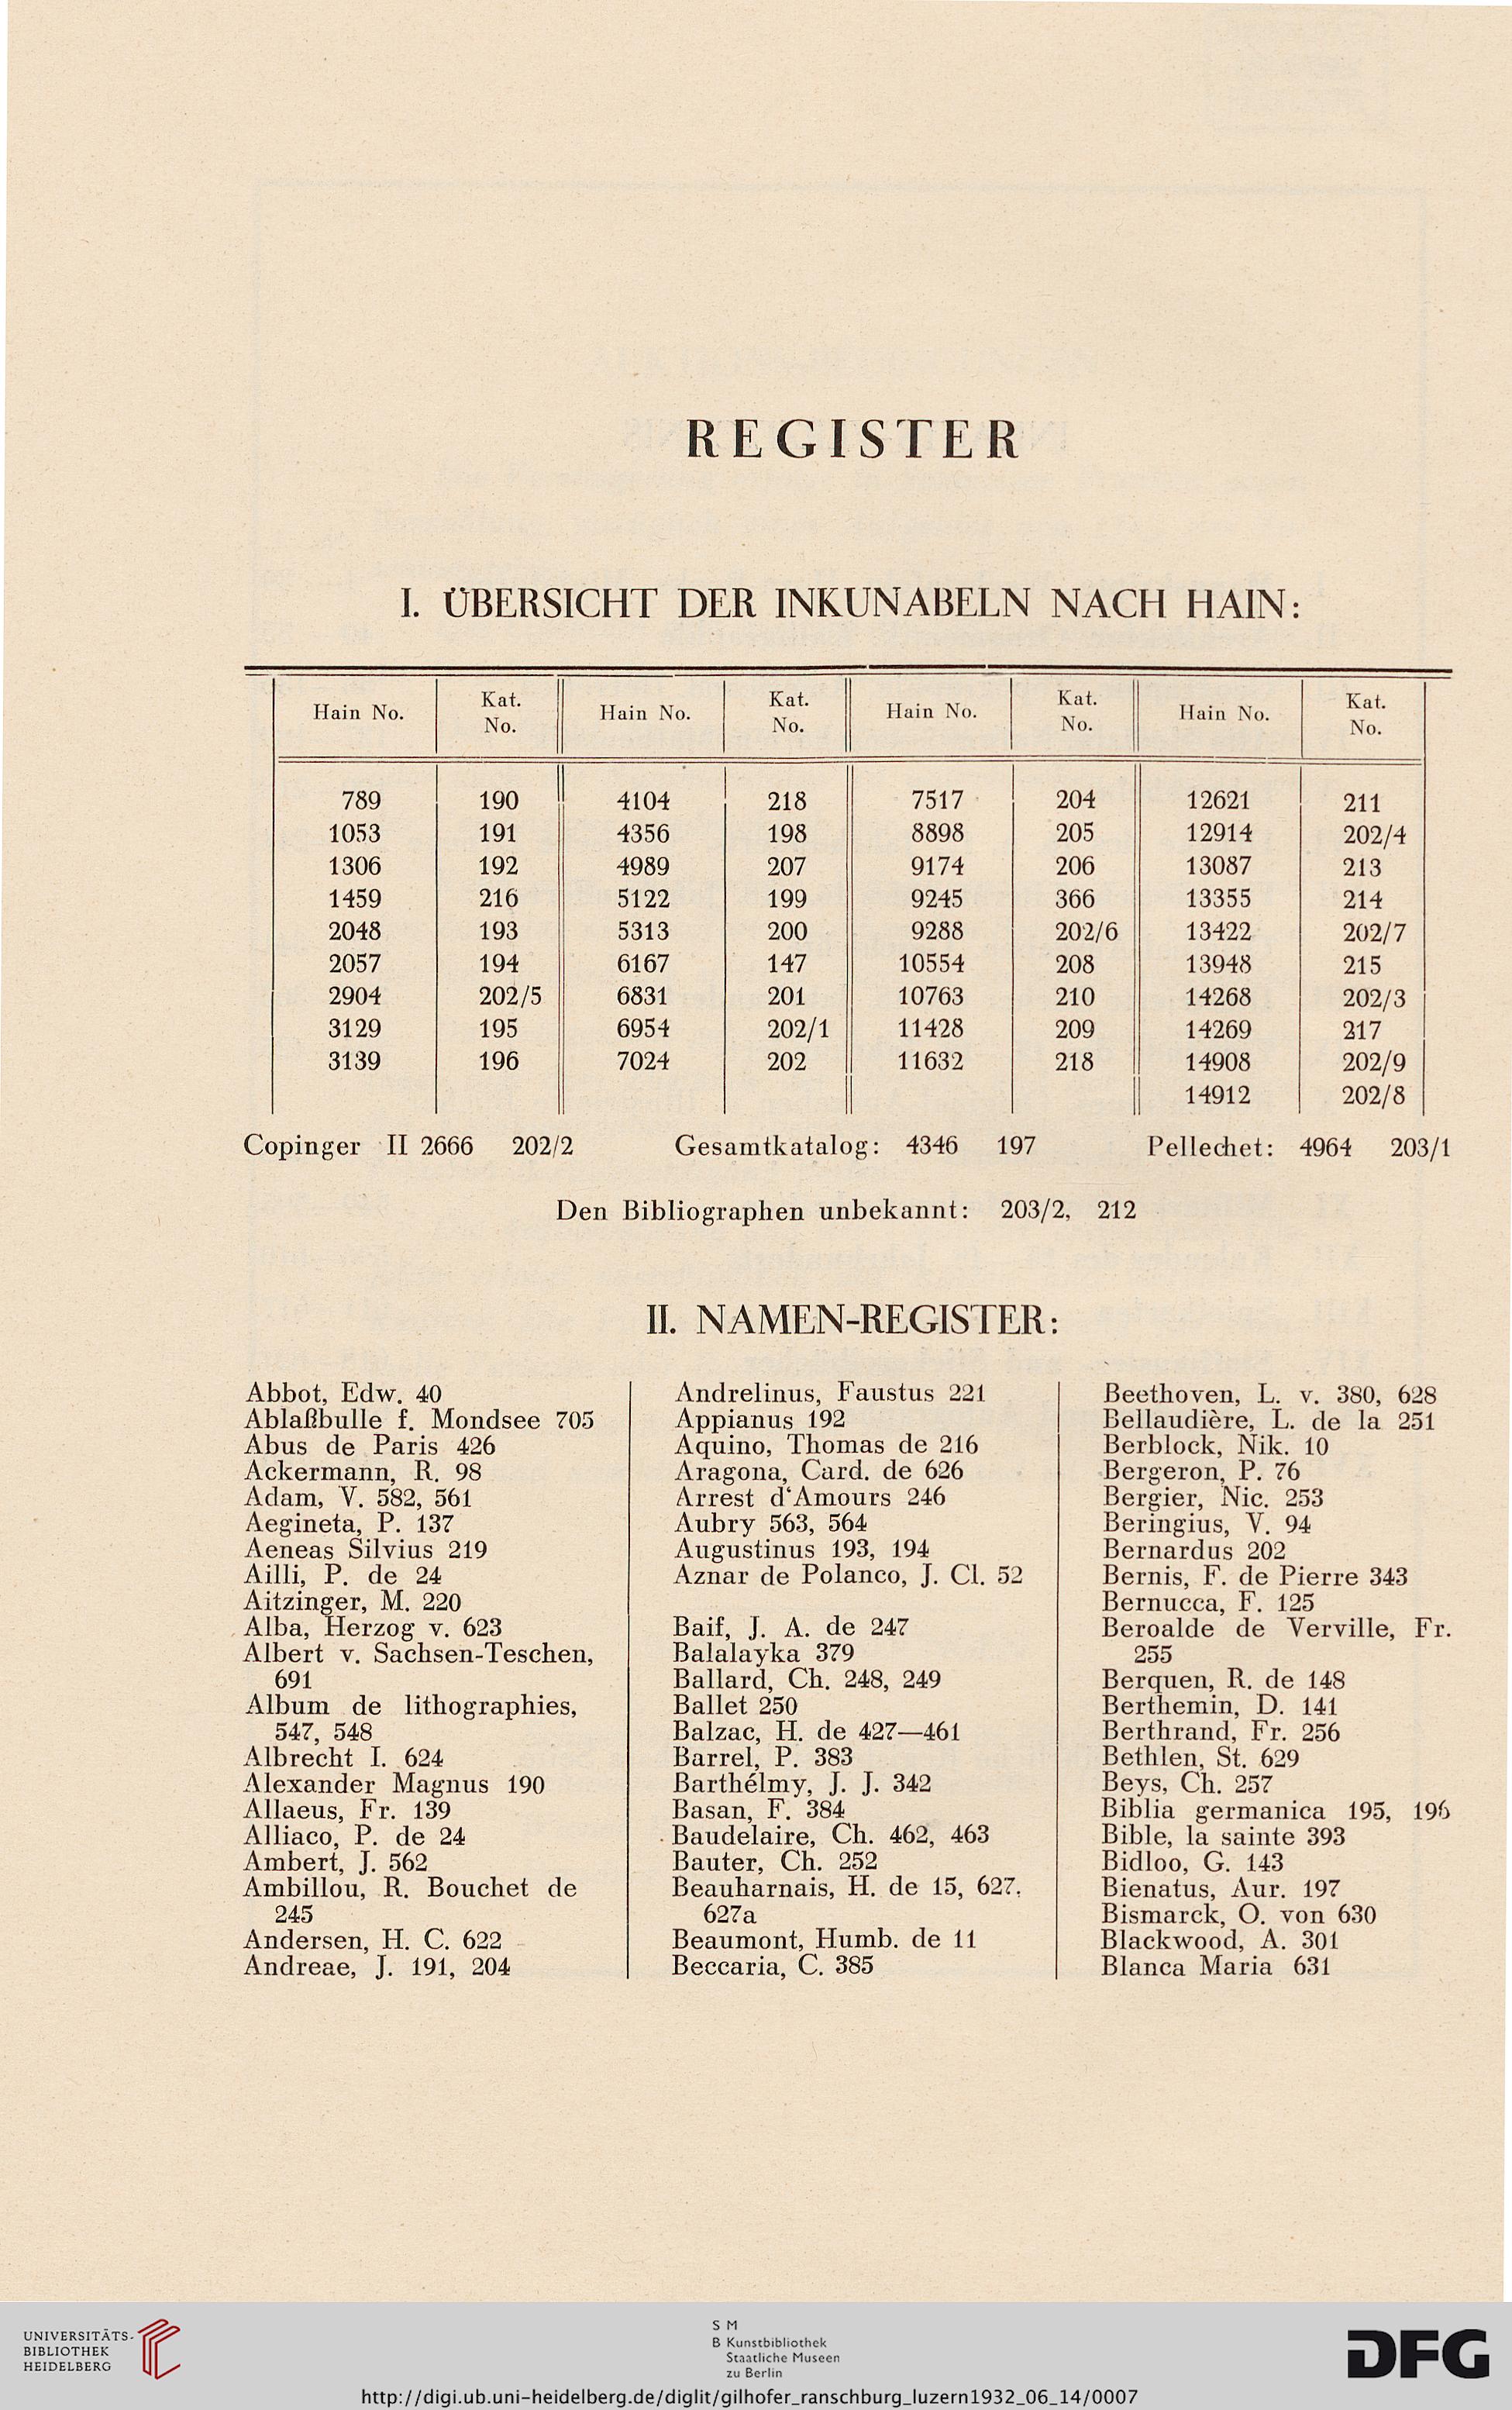 REGISTER
I. ÜBERSICHT DER INKUNABELN NACH HAIN:
Hain No. Kat. No. Hain No. Kat. No. Hain No. Kat. No. Hain No. Kat. No.
789 190 4104 218 7517 204 12621 211
1053 191 4356 198 8898 205 12914 202/4
1306 192 4989 207 9174 206 13087 213
1459 216 5122 199 9245 366 13355 214
2048 193 5313 200 9288 202/6 13422 202/7
2057 194 6167 147 10554 208 13948 215
2904 202/5 6831 201 10763 210 14268 202/3
3129 195 6954 202/1 11428 209 14269 217
3139 196 7024 202 11632 218 14908 202/9
14912 202/8
Copinger II 2666 202/2 Gesamtkatalog: 4346 197 Pellechet: 4964 203/1
Den Bibliographen unbekannt: 203/2, 212
II. NAMEN-REGISTER:
Abbot, Edw. 40
Ablaßbulle f. Mondsee 705
Abus de Paris 426
Ackermann, R. 98
Adam, V. 582, 561
Aegineta, P. 137
Aeneas Silvius 219
Ailli, P. de 24
Aitzinger, M. 220
Alba, Herzog v. 623
Albert v. Sachsen-Teschen,
691
Album de lithographies,
547, 548
Albrecht I. 624
Alexander Magnus 190
Allaeus, Fr. 139
Alliaco, P. de 24
Ambert, J. 562
Ambillou, R. Bouchet de
245
Andersen, H. C. 622
Andreae, J. 191, 204
Andrelinus, Faustus 221
Appianus 192
Aquino, Thomas de 216
Aragona, Card. de 626
Arrest d‘Amours 246
Aubry 563, 564
Augustinus 193, 194
Aznar de Polanco, J. Cl. 52
Baif, J. A. de 247
Balalayka 379
Ballard, Ch. 248, 249
Ballet 250
Balzac, H. de 427—461
Barrel, P. 383
Barthélmy, J. J. 342
Basan, F. 384
Baudelaire, Ch. 462, 463
Bauter, Ch. 252
Beauharnais, H. de 15, 627,
627a
Beaumont, Humb. de 11
Beccaria, C. 385
Beethoven, L. v. 380, 628
Bellaudière, L. de la 251
Berblock, Nik. 10
Bergeron, P. 76
Bergier, Nic. 253
Beringius, V. 94
Bernardus 202
Bernis, F. de Pierre 343
Bernucca, F. 125
Beroalde de Verville, Fr.
255
Berquen, R. de 148
Berthemin, D. 141
Berthrand, Fr. 256
Bethlen, St. 629
Beys, Ch. 257
Biblia germanica 195, 196
Bible, la sainte 393
Bidloo, G. 143
Bienatus, Aur. 197
Bismarck, O. von 630
Blackwood, A. 301
Blanca Maria 631
UNIVERSITÄTS-
BIBLIOTHEK
HEIDELBERG
S M
B Kunstbibliothek
Staatliche Museen
zu Berlin
DFG
http://digi.ub.uni-heidelberg.de/diglit/gilhofer_ranschburg_luzern1932_06_14/0007